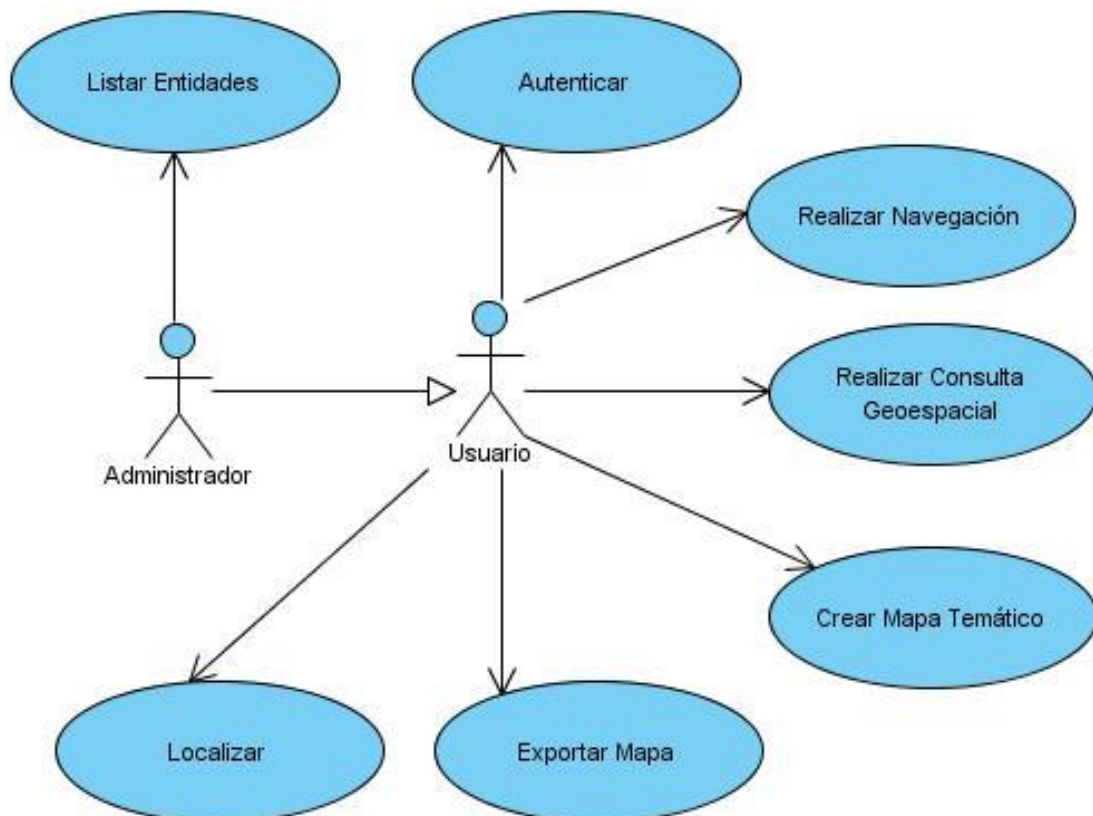 Listar Entidades
Autenticar
Realizar Navegación
Realizar Consulta
Geoespacial
Usuario
Administrador
Crear Mapa Temático
Localizar
Exportar Mapa